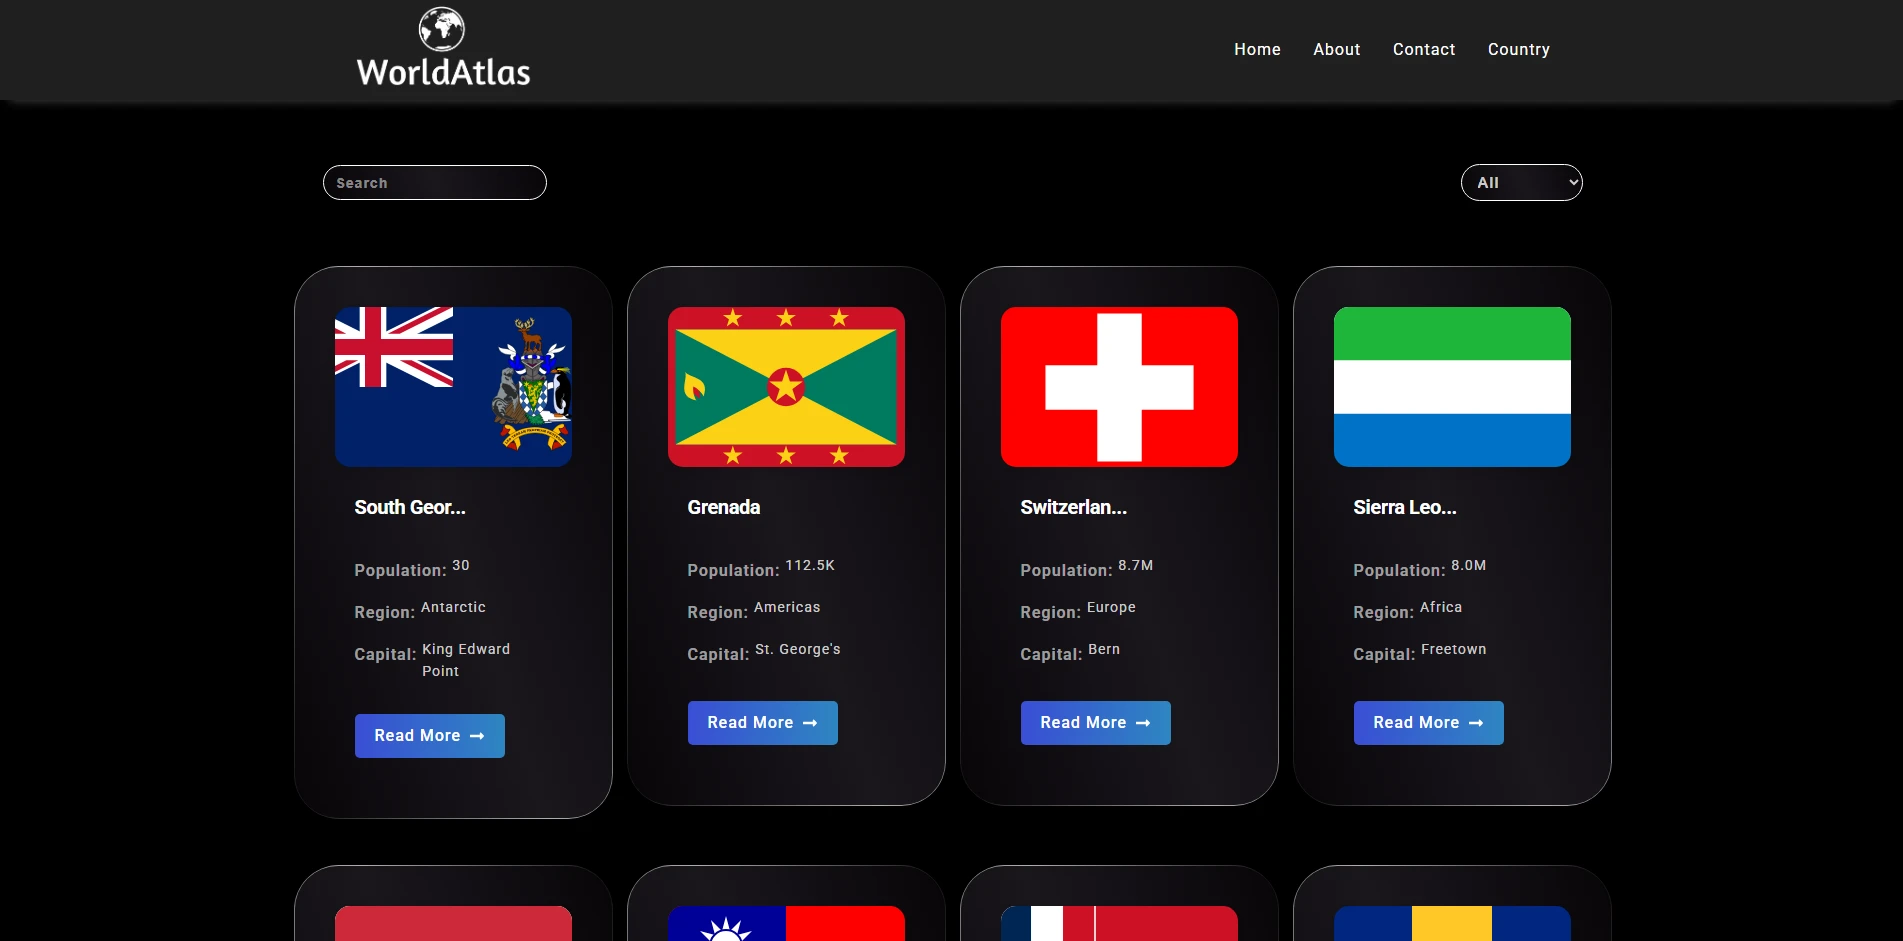 WorldAtlas
Home About Contact Country
Search
All
South Geor...
Population: 30
Region: Antarctic
Capital: King Edward
Point
Read More →
Grenada
Population: 112.5K
Region: Americas
Capital: St. George's
Read More →
Switzerlan...
Population: 8.7M
Region: Europe
Capital: Bern
Read More →
Sierra Leo...
Population: 8.0M
Region: Africa
Capital: Freetown
Read More →